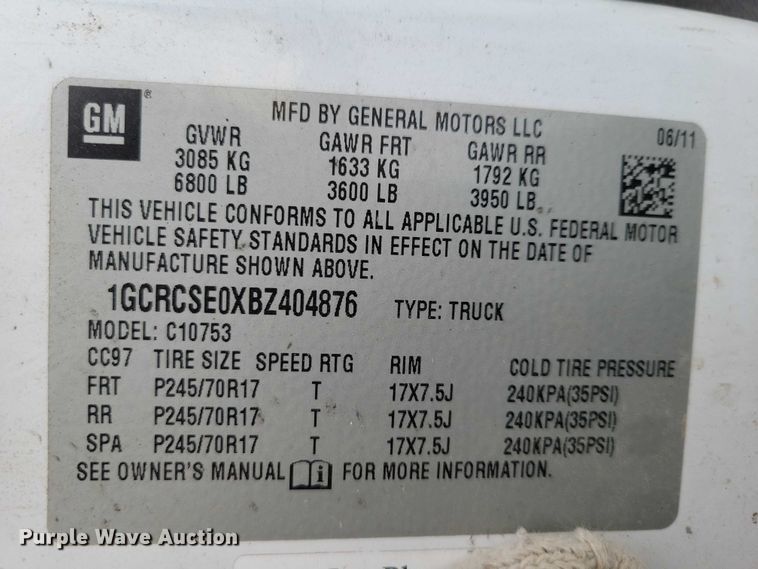 GM®
MFD BY GENERAL MOTORS LLC
06/11
GVWR GAWR FRT GAWR RR
3085 KG 1633 KG 1792 KG
6800 LB 3600 LB 3950 LB
THIS VEHICLE CONFORMS TO ALL APPLICABLE U.S. FEDERAL MOTOR
VEHICLE SAFETY STANDARDS IN EFFECT ON THE DATE OF
MANUFACTURE SHOWN ABOVE.
1GCRCSE0XBZ404876 TYPE: TRUCK
MODEL: C10753
CC97 TIRE SIZE SPEED RTG RIM COLD TIRE PRESSURE
FRT P245/70R17 T 17X7.5J 240KPA(35PSI)
RR P245/70R17 T 17X7.5J 240KPA(35PSI)
SPA P245/70R17 T 17X7.5J 240KPA(35PSI)
SEE OWNER'S MANUAL i FOR MORE INFORMATION.
Purple Wave Auction